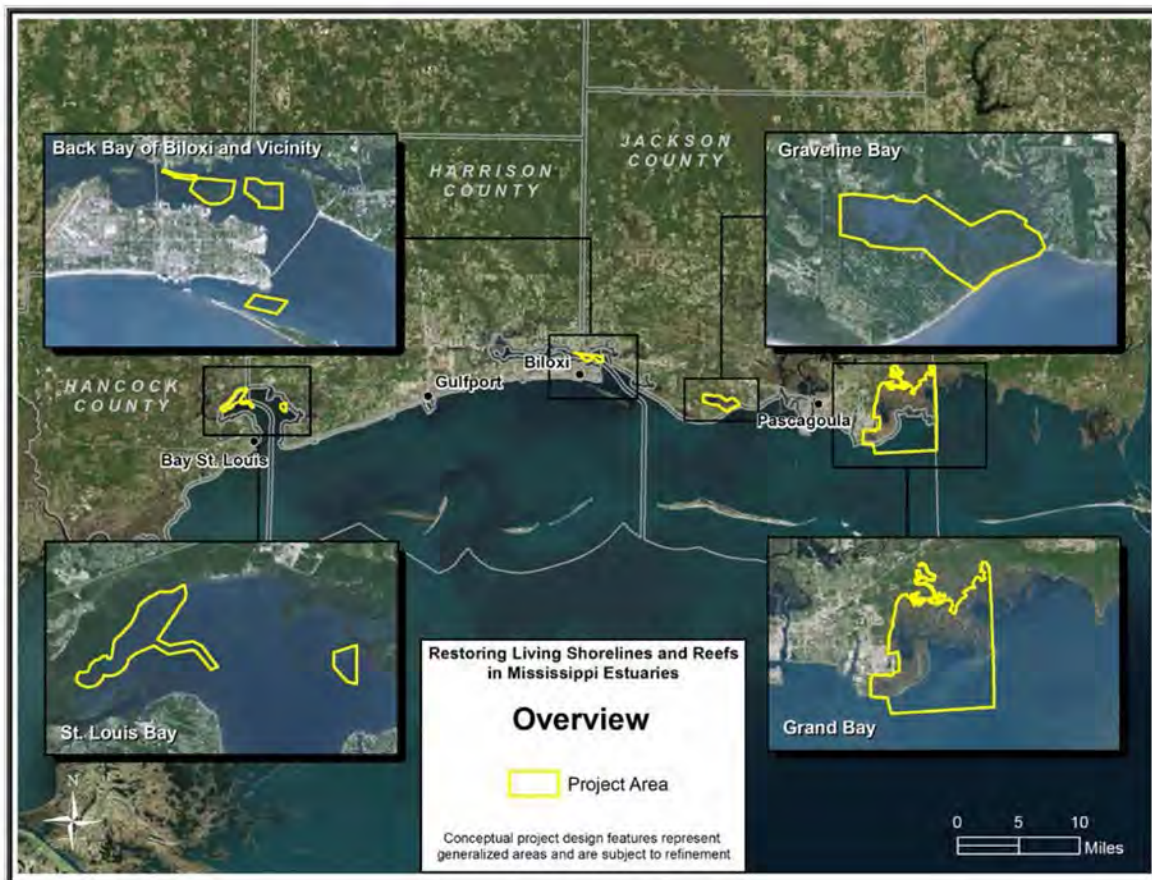 Back Bay of Biloxi and Vicinity
HARRISON
COUNTY
JACKSON
COUNTY
Graveline Bay
HANCOCK
COUNTY
Biloxi
Gulfport
Pascagoula
Bay St. Louis
St. Louis Bay
Grand Bay
Restoring Living Shorelines and Reefs
in Mississippi Estuaries
Overview
Project Area
Conceptual project design features represent
generalized areas and are subject to refinement
N
0 5 10
Miles